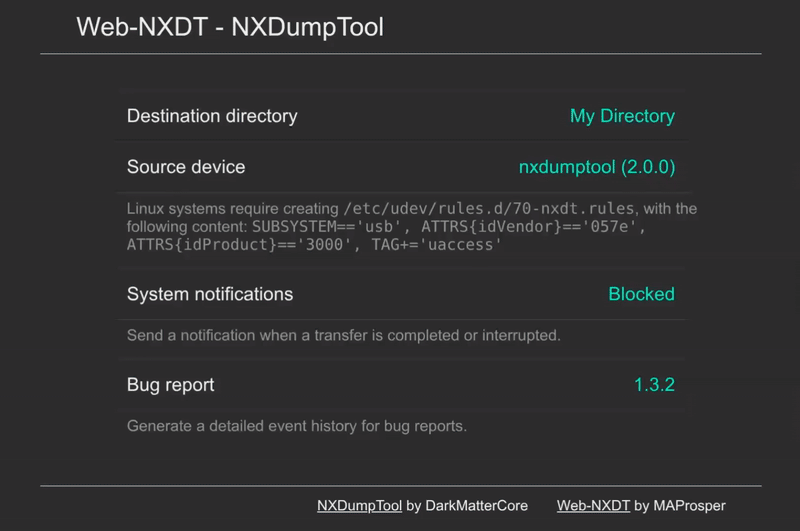 Web-NXDT - NXDumpTool
Destination directory My Directory
Source device nxdumptool (2.0.0)
Linux systems require creating /etc/udev/rules.d/70-nxdt.rules, with the
following content: SUBSYSTEM=='usb', ATTRS{idVendor}=='057e',
ATTRS{idProduct}=='3000', TAG+='uaccess'
System notifications Blocked
Send a notification when a transfer is completed or interrupted.
Bug report 1.3.2
Generate a detailed event history for bug reports.
NXDumpTool by DarkMatterCore Web-NXDT by MAProsper